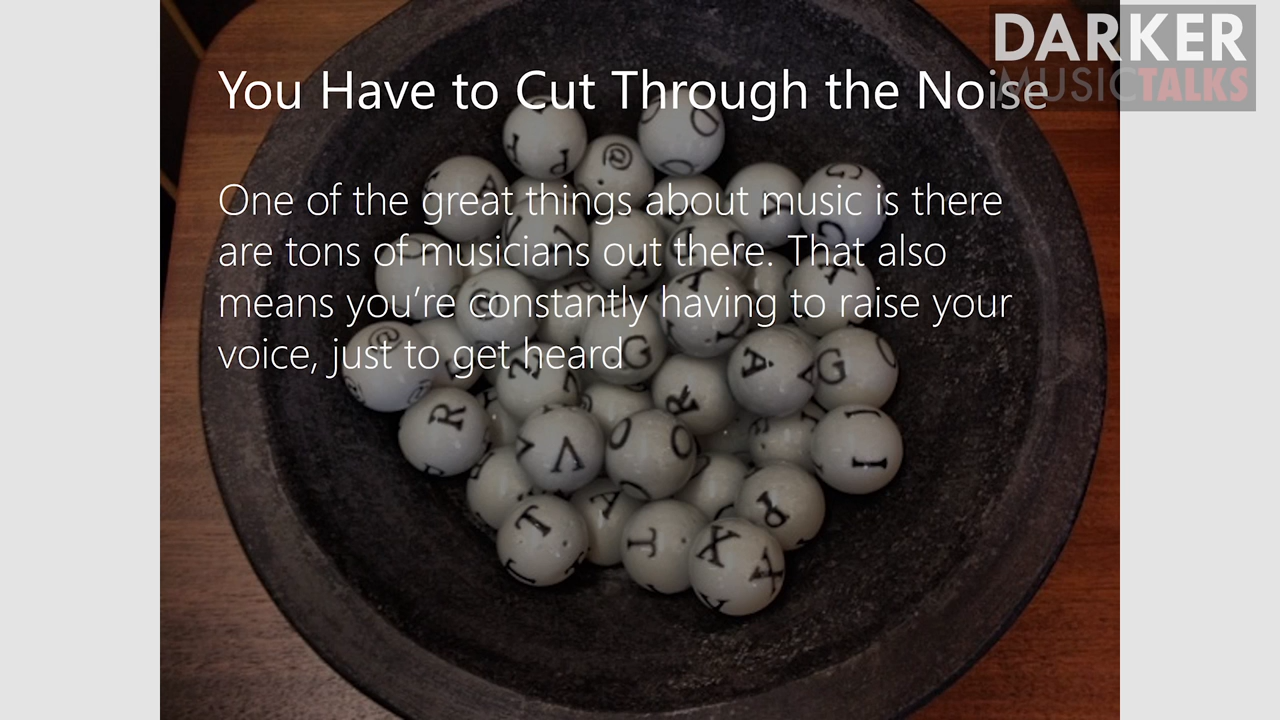 DARKER
MUSICTALKS
You Have to Cut Through the Noise
One of the great things about music is there
are tons of musicians out there. That also
means you’re constantly having to raise your
voice, just to get heard